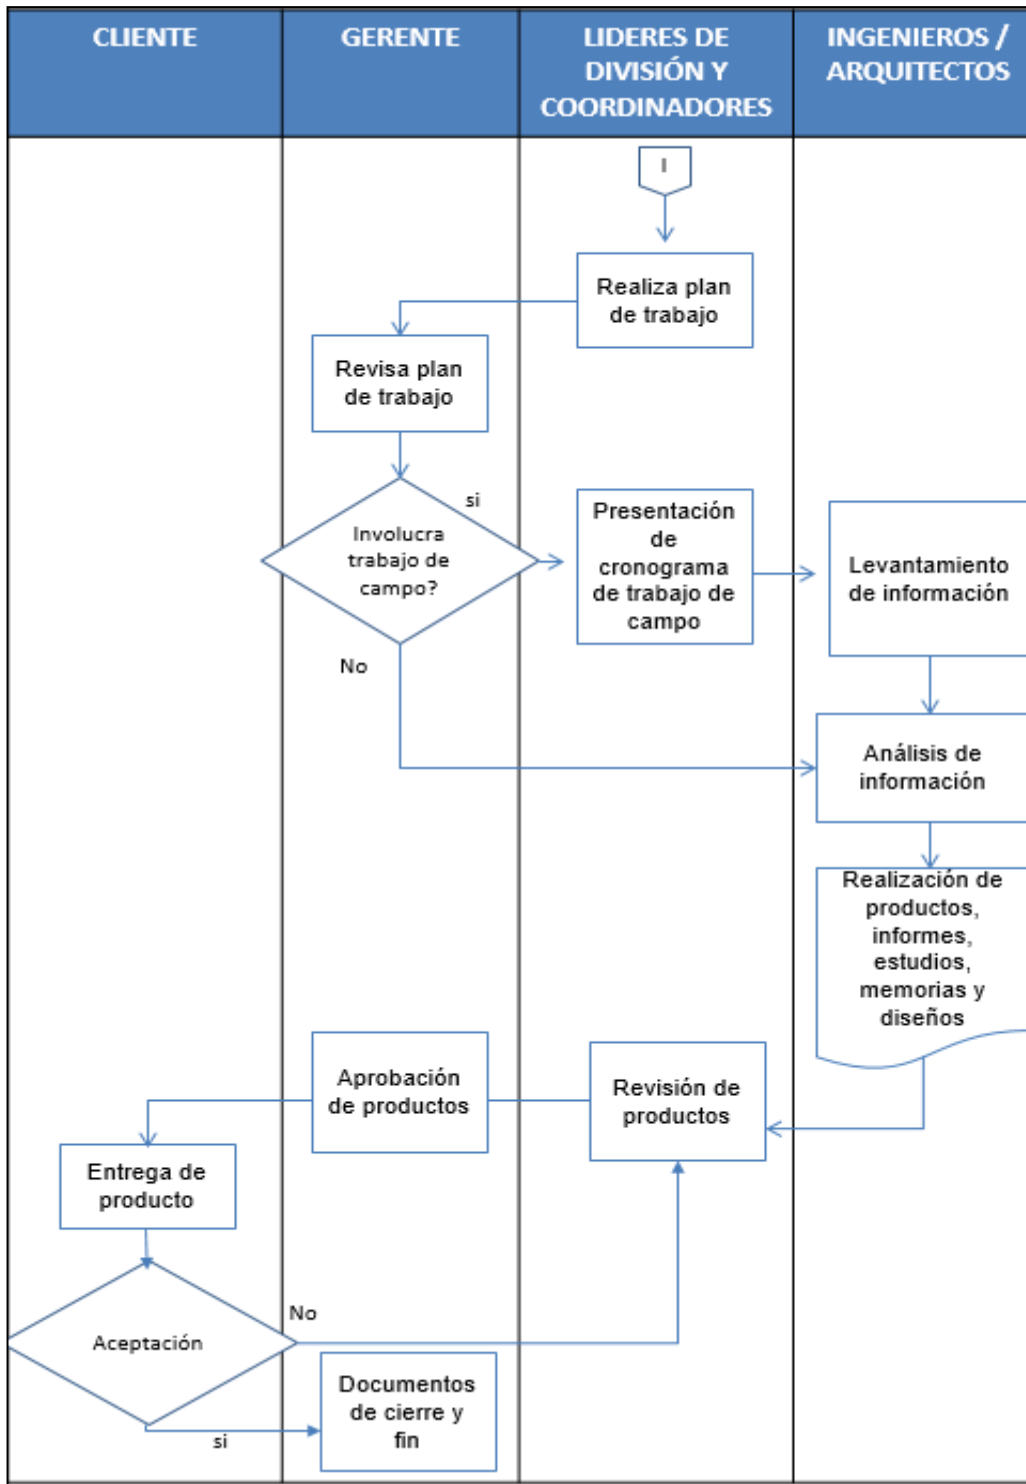 CLIENTE
GERENTE
LIDERES DE
DIVISIÓN Y
COORDINADORES
INGENIEROS /
ARQUITECTOS
I
Realiza plan
de trabajo
Revisa plan
de trabajo
si
Involucra
trabajo de
campo?
No
Presentación
de
cronograma
de trabajo de
campo
Levantamiento
de información
Análisis de
información
Realización de
productos,
informes,
estudios,
memorias y
diseños
Revisión de
productos
Aprobación
de productos
Entrega de
producto
Aceptación
No
si
Documentos
de cierre y
fin